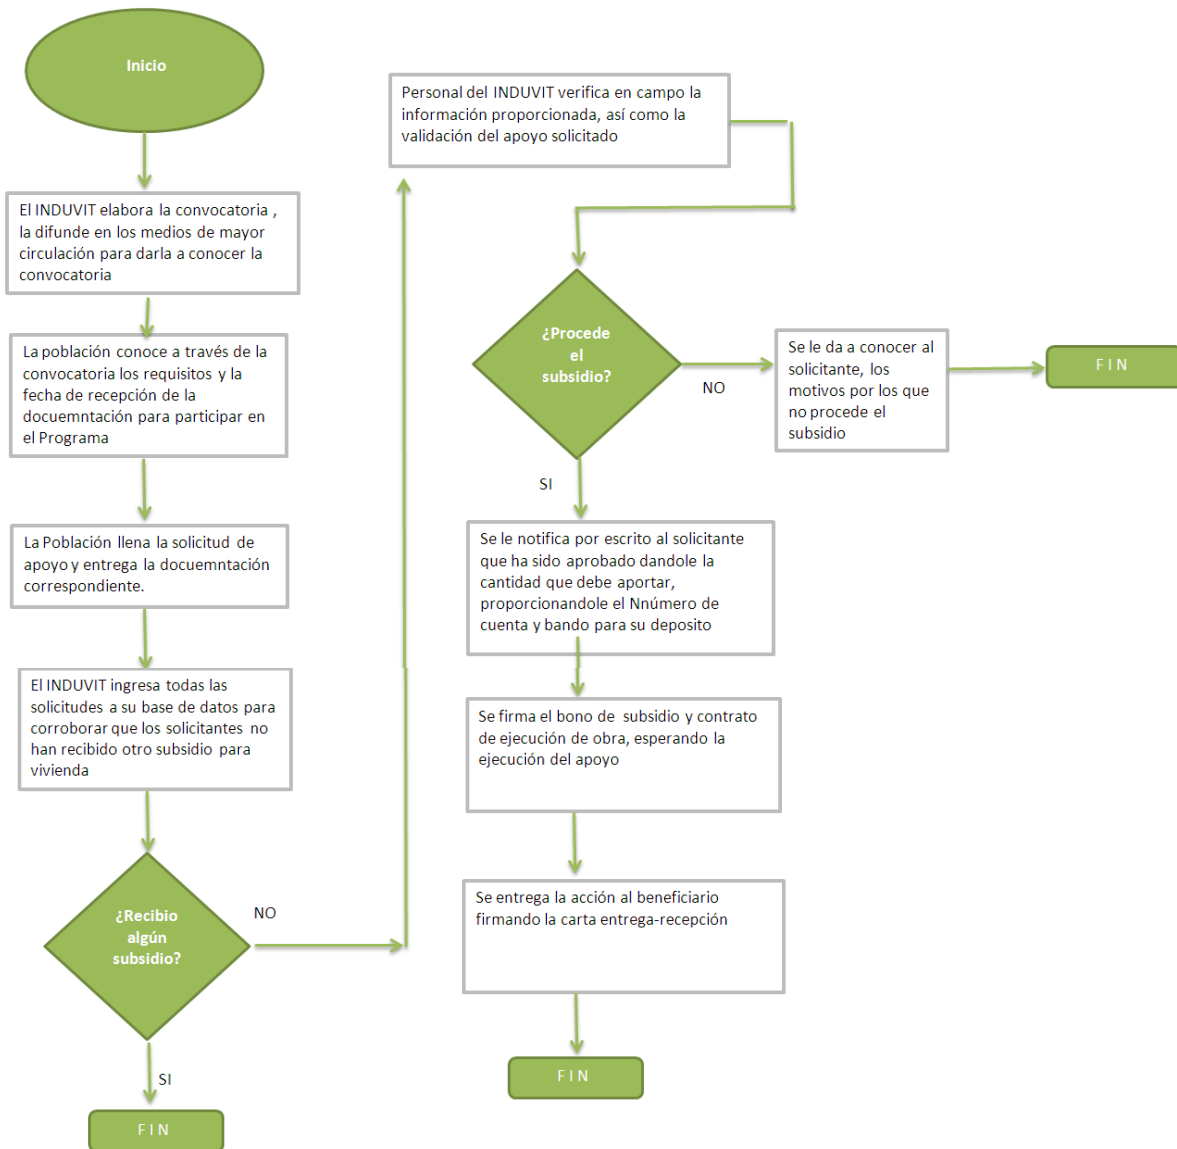 Inicio
El INDUVIT elabora la convocatoria ,
la difunde en los medios de mayor
circulación para darla a conocer la
convocatoria
La población conoce a través de la
convocatoria los requisitos y la
fecha de recepción de la
docuemntación para participar en
el Programa
La Población llena la solicitud de
apoyo y entrega la docuemntación
correspondiente.
El INDUVIT ingresa todas las
solicitudes a su base de datos para
corroborar que los solicitantes no
han recibido otro subsidio para
vivienda
¿Recibio
algún
subsidio?
NO
SI
F I N
Personal del INDUVIT verifica en campo la
información proporcionada, así como la
validación del apoyo solicitado
¿Procede
el
subsidio?
NO
Se le da a conocer al
solicitante, los
motivos por los que
no procede el
subsidio
F I N
SI
Se le notifica por escrito al solicitante
que ha sido aprobado dandole la
cantidad que debe aportar,
proporcionandole el Nnúmero de
cuenta y bando para su deposito
Se firma el bono de subsidio y contrato
de ejecución de obra, esperando la
ejecución del apoyo
Se entrega la acción al beneficiario
firmando la carta entrega-recepción
F I N